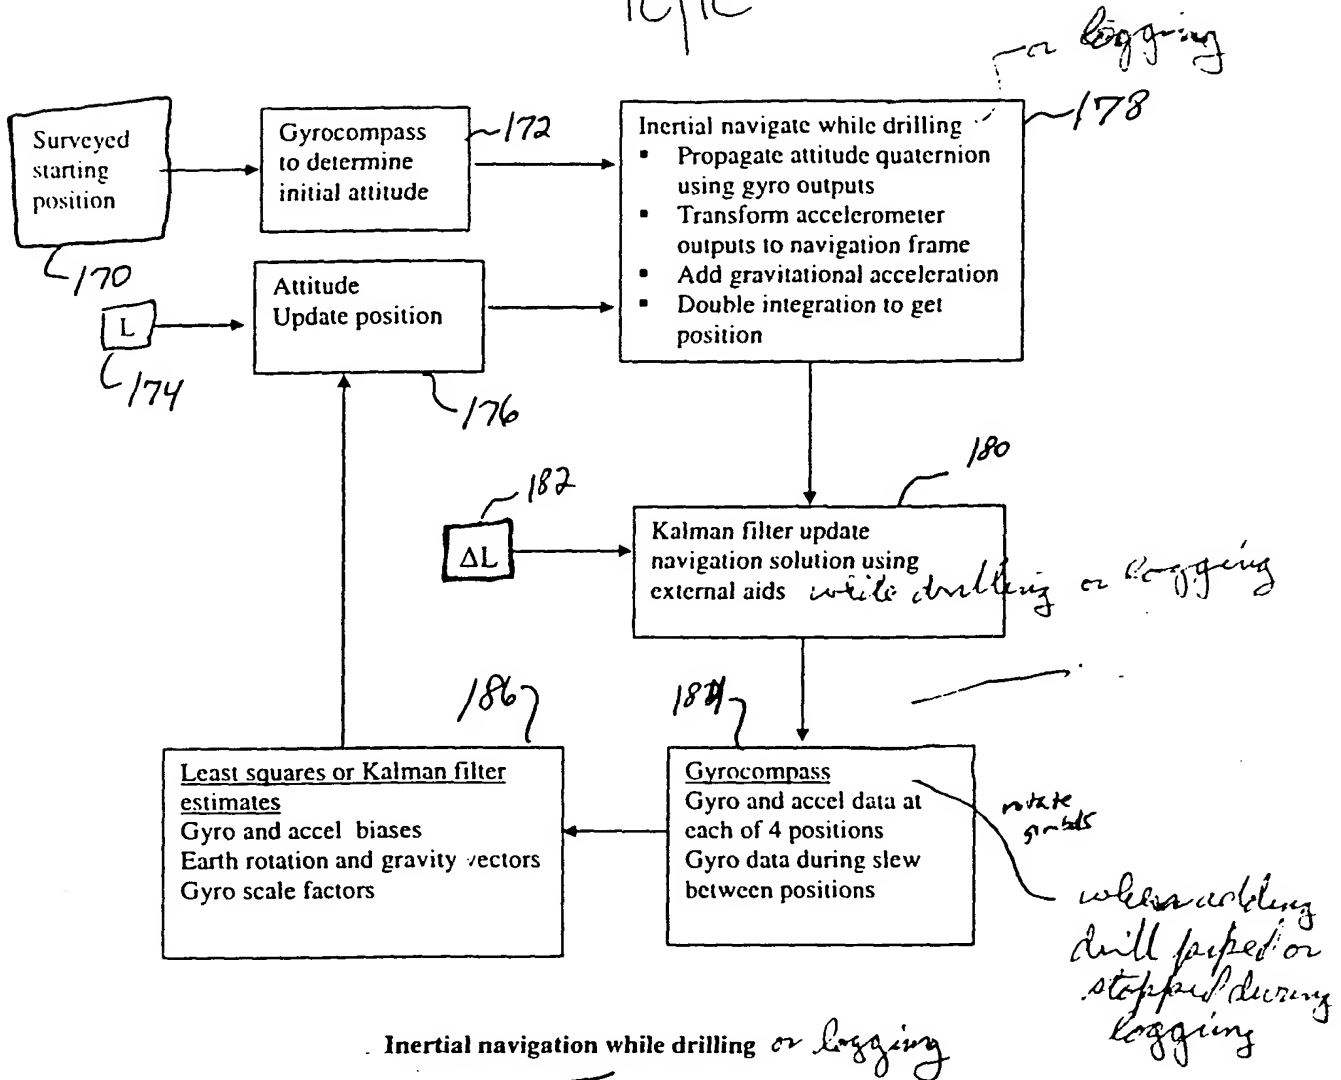 or logging
Surveyed
starting
position
170
Gyrocompass
to determine
initial attitude
172
Inertial navigate while drilling
▪ Propagate attitude quaternion
using gyro outputs
▪ Transform accelerometer
outputs to navigation frame
▪ Add gravitational acceleration
▪ Double integration to get
position
178
L
174
Attitude
Update position
176
182
ΔL
180
Kalman filter update
navigation solution using
external aids while drilling or logging
186
184
Least squares or Kalman filter
estimates
Gyro and accel biases
Earth rotation and gravity vectors
Gyro scale factors
Gyrocompass
Gyro and accel data at
each of 4 positions
Gyro data during slew
between positions
rotate
gimbals
when adding
drill piped or
stopped during
logging
Inertial navigation while drilling or logging